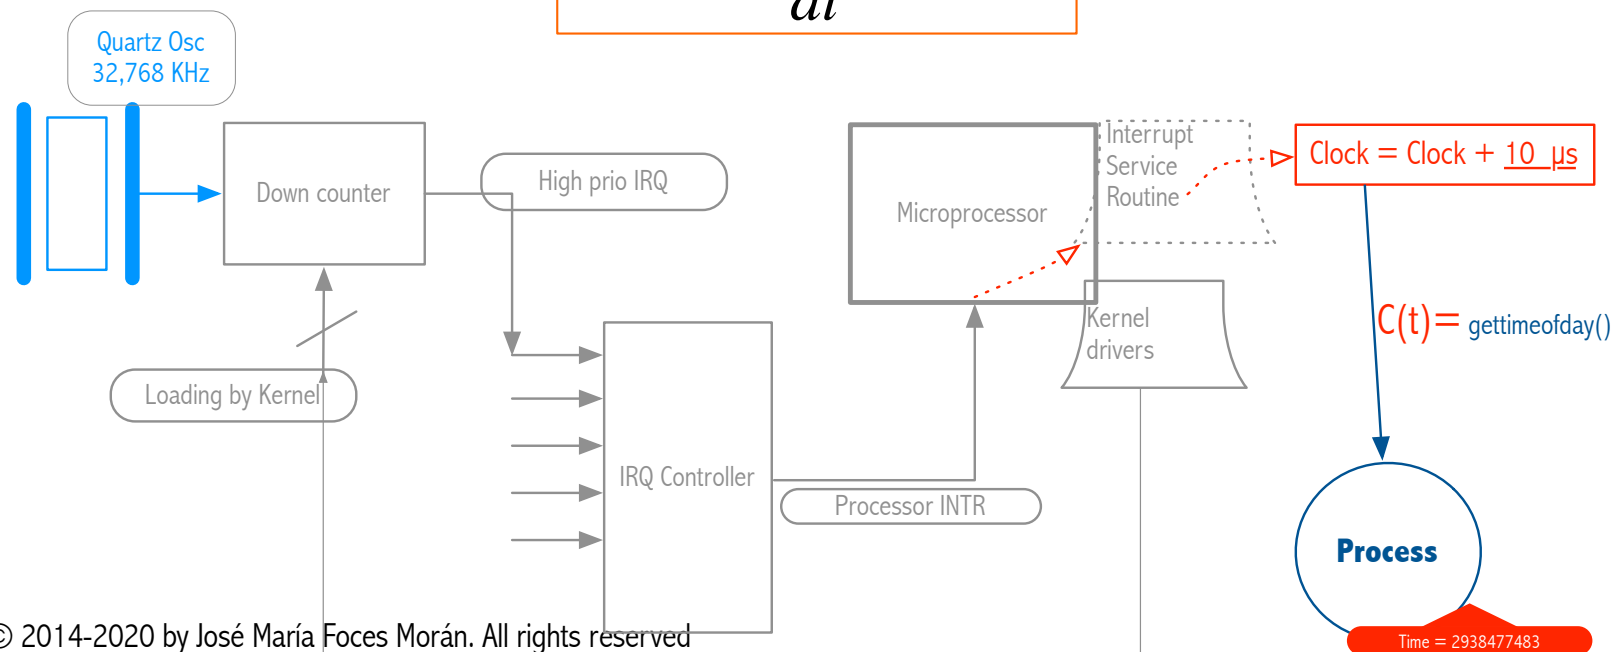 dt
Quartz Osc
32,768 KHz
Down counter
High prio IRQ
Microprocessor
Interrupt
Service
Routine
Clock = Clock + 10 µs
Kernel
drivers
C(t)= gettimeofday()
Loading by Kernel
IRQ Controller
Processor INTR
Process
© 2014-2020 by José María Foces Morán. All rights reserved
Time = 2938477483